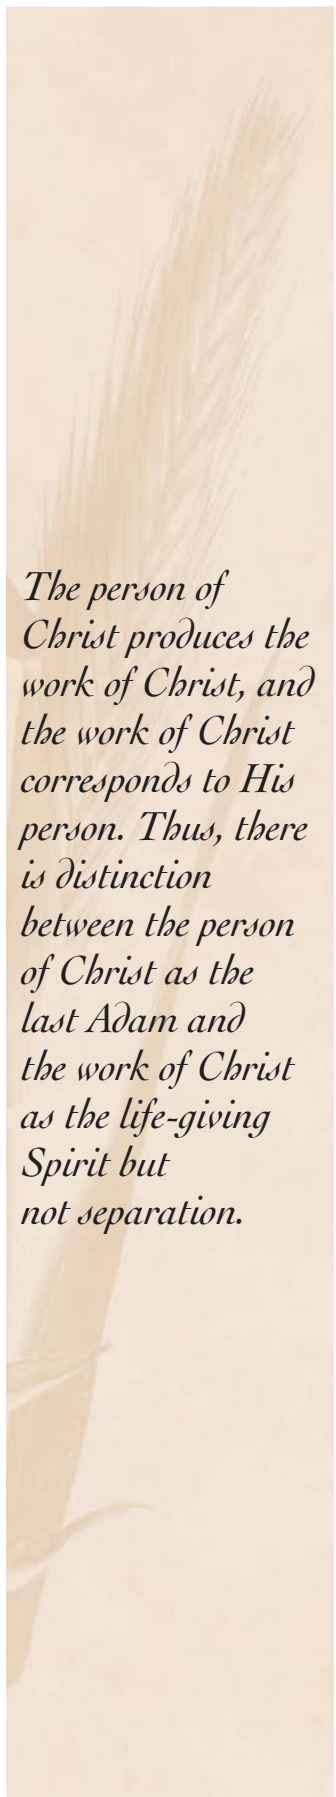 The person of
Christ produces the
work of Christ, and
the work of Christ
corresponds to His
person. Thus, there
is distinction
between the person
of Christ as the
last Adam and
the work of Christ
as the life-giving
Spirit but
not separation.